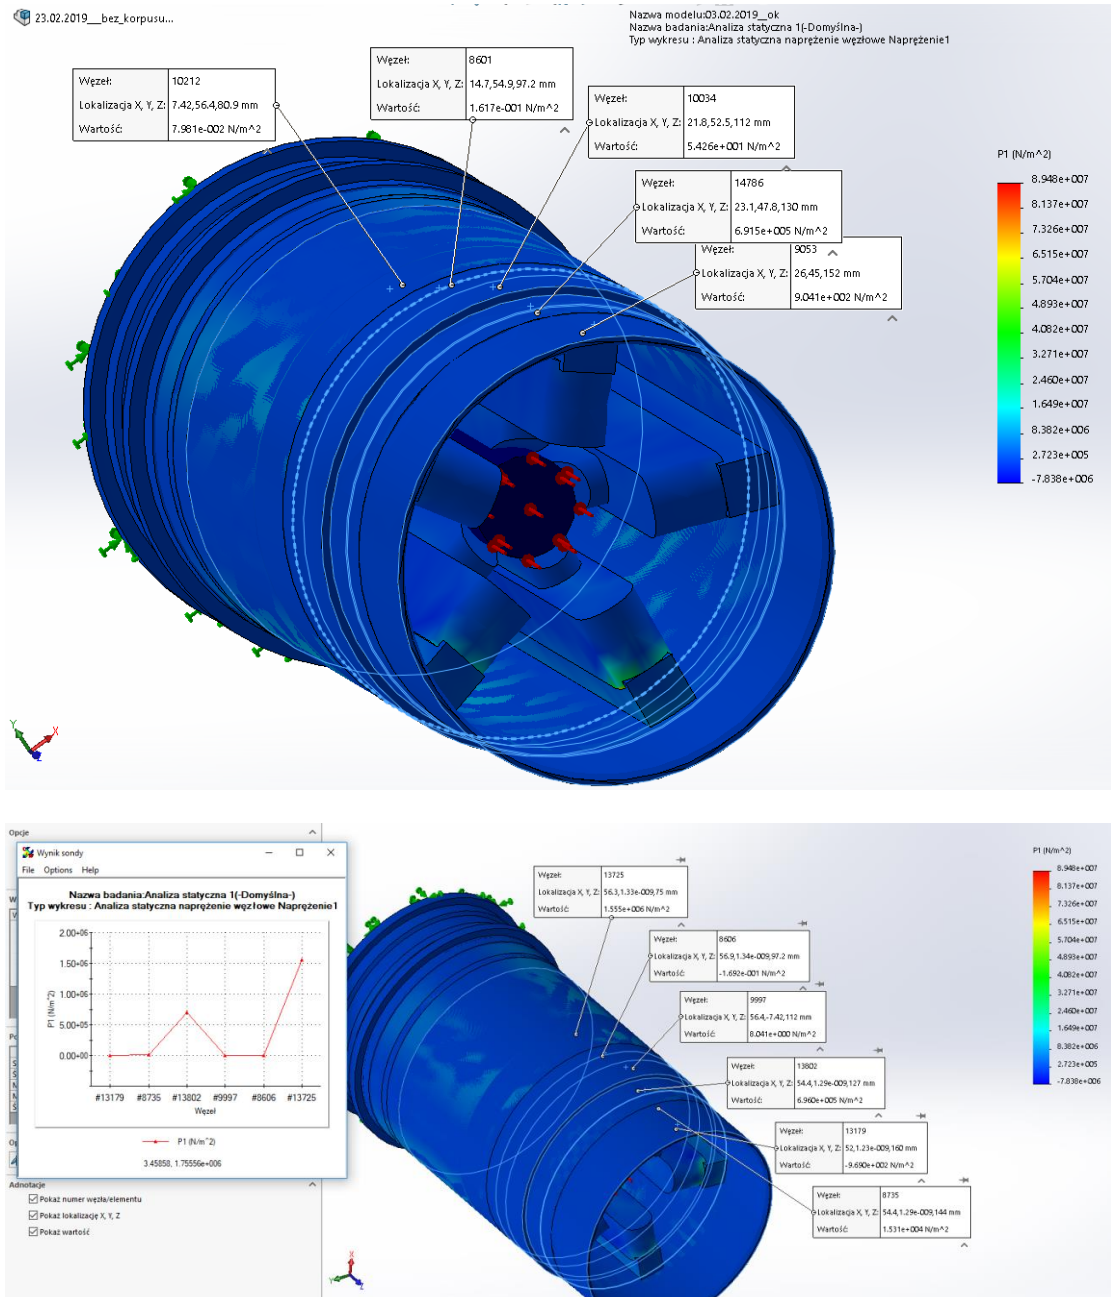 23.02.2019__bez_korpusu...
Nazwa modelu:03.02.2019__ok
Nazwa badania:Analiza statyczna 1(-Domyślna-)
Typ wykresu : Analiza statyczna naprężenie węzłowe Naprężenie1
Węzeł: 10212
Lokalizacja X, Y, Z: 7.42,56.4,80.9 mm
Wartość: 7.981e-002 N/m^2
Węzeł: 8601
Lokalizacja X, Y, Z: 14.7,54.9,97.2 mm
Wartość: 1.617e-001 N/m^2
Węzeł: 10034
Lokalizacja X, Y, Z: 21.8,52.5,112 mm
Wartość: 5.426e+001 N/m^2
Węzeł: 14786
Lokalizacja X, Y, Z: 23.1,47.8,130 mm
Wartość: 6.915e+005 N/m^2
Węzeł: 9053
Lokalizacja X, Y, Z: 26,45,152 mm
Wartość: 9.041e+002 N/m^2
P1 (N/m^2)
8.948e+007
8.137e+007
7.326e+007
6.515e+007
5.704e+007
4.893e+007
4.082e+007
3.271e+007
2.460e+007
1.649e+007
8.382e+006
2.723e+005
-7.838e+006
Y X Z
Opcje
Wynik sondy
File Options Help
Nazwa badania:Analiza statyczna 1(-Domyślna-)
Typ wykresu : Analiza statyczna naprężenie węzłowe Naprężenie1
P1 (N/m^2)
2.00+06
1.50+06
1.00+06
5.00+05
0.00+00
#13179 #8735 #13802 #9997 #8606 #13725
Węzeł
P1 (N/m^2)
3.45858, 1.75556e+006
Adnotacje
Pokaż numer węzła/elementu
Pokaż lokalizację X, Y, Z
Pokaż wartość
Węzeł: 13725
Lokalizacja X, Y, Z: 56.3,1.33e-009,75 mm
Wartość: 1.555e+006 N/m^2
Węzeł: 8606
Lokalizacja X, Y, Z: 56.9,1.34e-009,97.2 mm
Wartość: -1.692e-001 N/m^2
Węzeł: 9997
Lokalizacja X, Y, Z: 56.4,-7.42,112 mm
Wartość: 8.041e+000 N/m^2
Węzeł: 13802
Lokalizacja X, Y, Z: 54.4,1.29e-009,127 mm
Wartość: 6.960e+005 N/m^2
Węzeł: 13179
Lokalizacja X, Y, Z: 52,1.23e-009,160 mm
Wartość: -9.690e+002 N/m^2
Węzeł: 8735
Lokalizacja X, Y, Z: 54.4,1.29e-009,144 mm
Wartość: 1.531e+004 N/m^2
P1 (N/m^2)
8.948e+007
8.137e+007
7.326e+007
6.515e+007
5.704e+007
4.893e+007
4.082e+007
3.271e+007
2.460e+007
1.649e+007
8.382e+006
2.723e+005
-7.838e+006
X Y Z